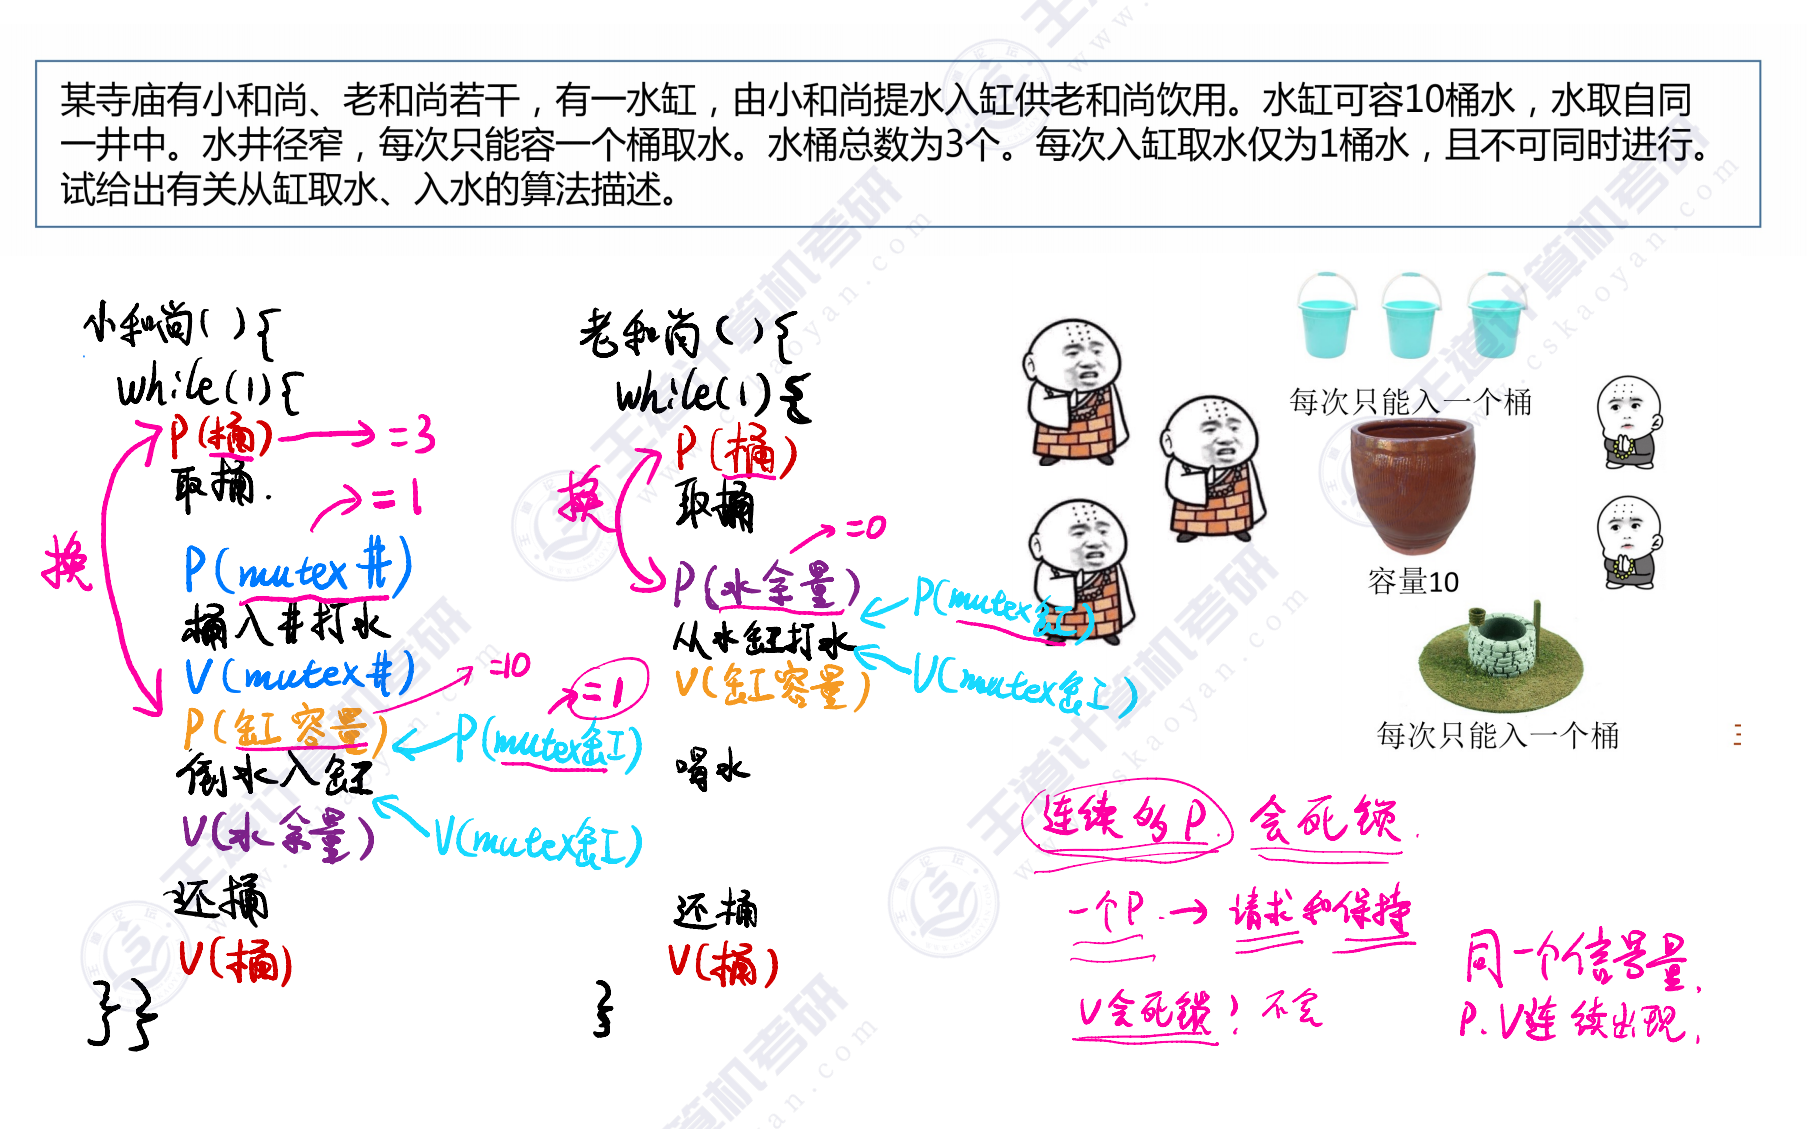 某寺庙有小和尚、老和尚若干，有一水缸，由小和尚提水入缸供老和尚饮用。水缸可容10桶水，水取自同
一井中。水井径窄，每次只能容一个桶取水。水桶总数为3个。每次入缸取水仅为1桶水，且不可同时进行。
试给出有关从缸取水、入水的算法描述。
小和尚(){
while(1){
P(桶)
=3
取桶.
=1
换
P(mutex井)
桶入井打水
V(mutex井)
=10
P(缸容量)
=1
P(mutex缸)
倒水入缸
V(水余量)
V(mutex缸)
还桶
V(桶)
}}
老和尚(){
while(1){
P(桶)
换
取桶
=0
P(水余量)
P(mutex缸)
从水缸打水
V(缸容量)
V(mutex缸)
喝水
还桶
V(桶)
}
每次只能入一个桶
容量10
每次只能入一个桶
连续的P. 会死锁.
一个P.→请求和保持
V会死锁？不会
同一个信号量,
P.V连续出现,
王道计算机考研
www.cskaoyan.com